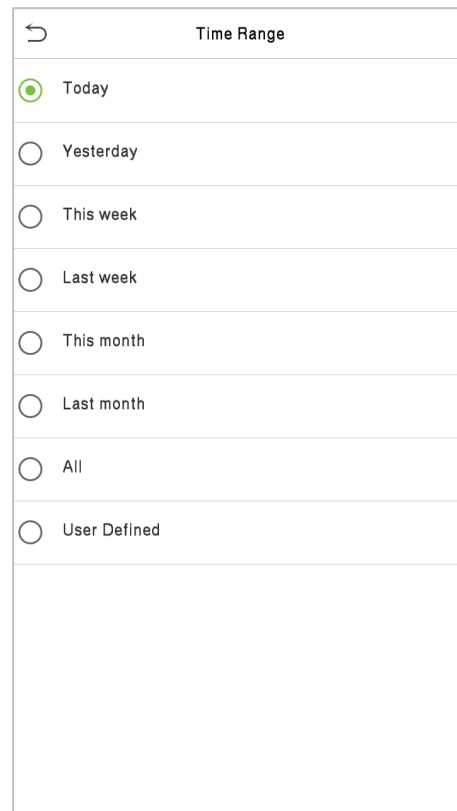 Time Range
Today
Yesterday
This week
Last week
This month
Last month
All
User Defined